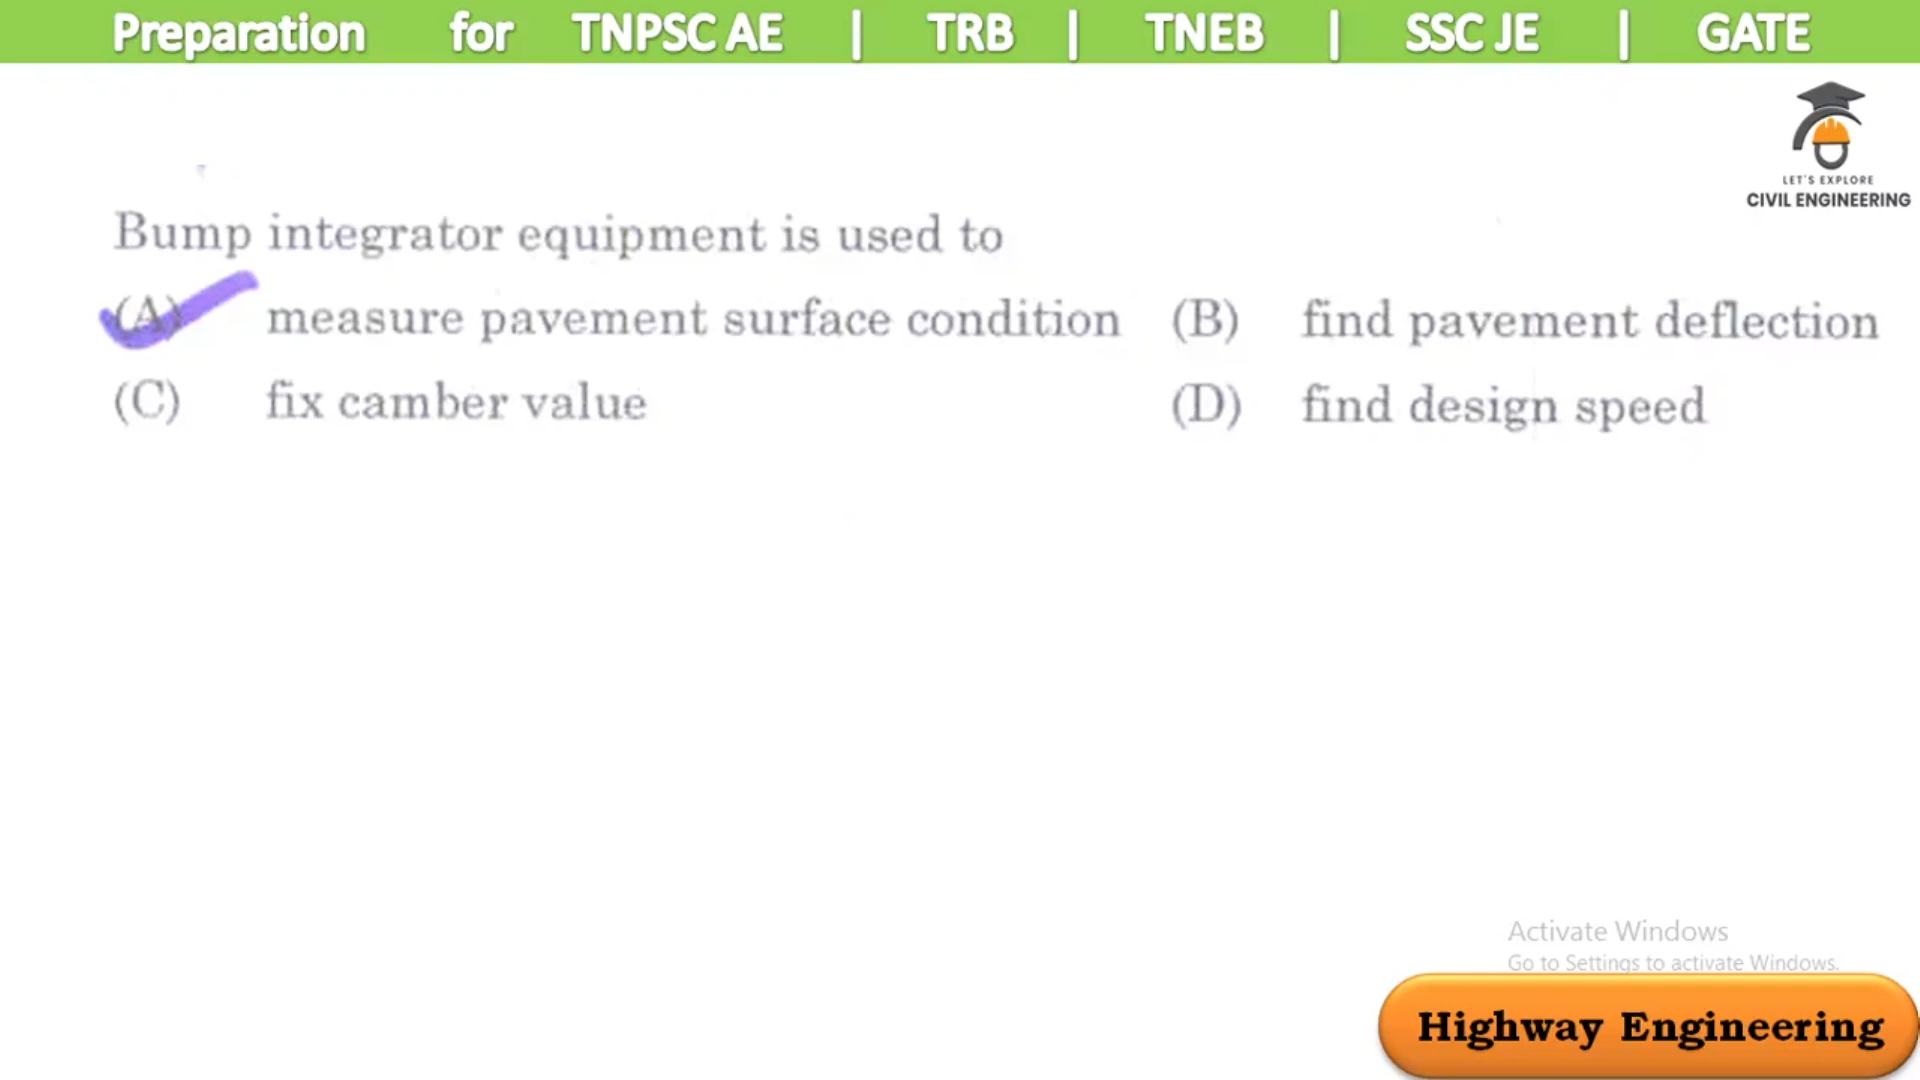 Preparation for TNPSC AE | TRB | TNEB | SSC JE | GATE
LET'S EXPLORE
CIVIL ENGINEERING
Bump integrator equipment is used to
(A) measure pavement surface condition (B) find pavement deflection
(C) fix camber value (D) find design speed
Activate Windows
Go to Settings to activate Windows.
Highway Engineering